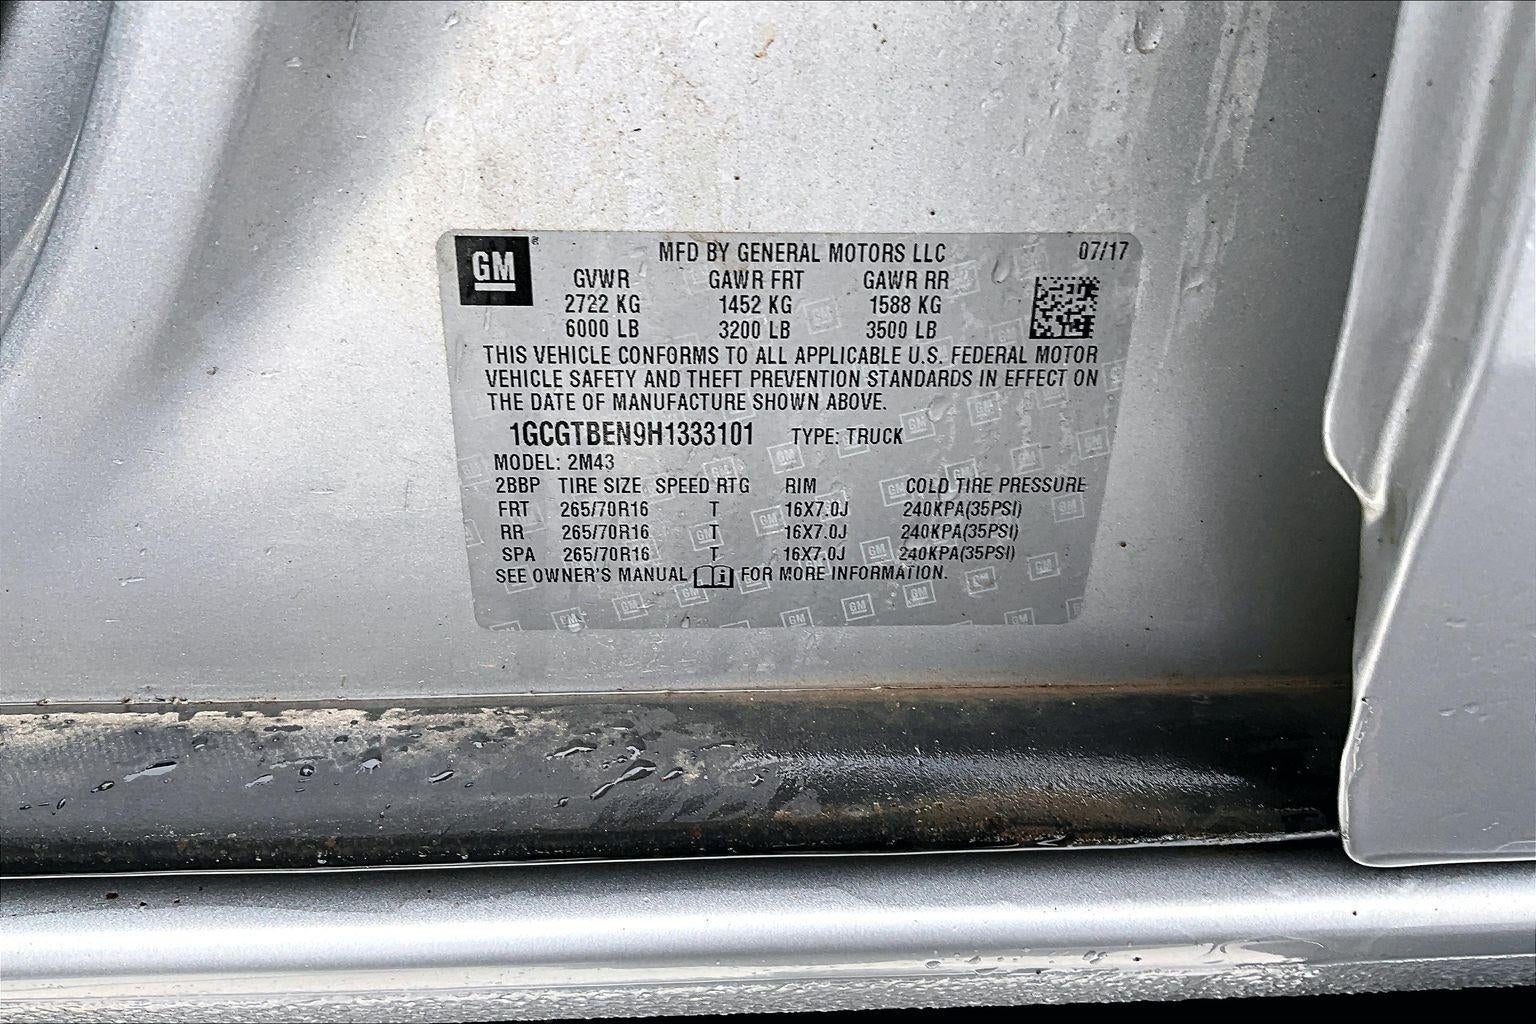 GM
MFD BY GENERAL MOTORS LLC 07/17
GVWR GAWR FRT GAWR RR
2722 KG 1452 KG 1588 KG
6000 LB 3200 LB 3500 LB
THIS VEHICLE CONFORMS TO ALL APPLICABLE U.S. FEDERAL MOTOR
VEHICLE SAFETY AND THEFT PREVENTION STANDARDS IN EFFECT ON
THE DATE OF MANUFACTURE SHOWN ABOVE.
1GCGTBEN9H1333101 TYPE: TRUCK
MODEL: 2M43
2BBP TIRE SIZE SPEED RTG RIM COLD TIRE PRESSURE
FRT 265/70R16 T 16X7.0J 240KPA(35PSI)
RR 265/70R16 T 16X7.0J 240KPA(35PSI)
SPA 265/70R16 T 16X7.0J 240KPA(35PSI)
SEE OWNER'S MANUAL i FOR MORE INFORMATION.